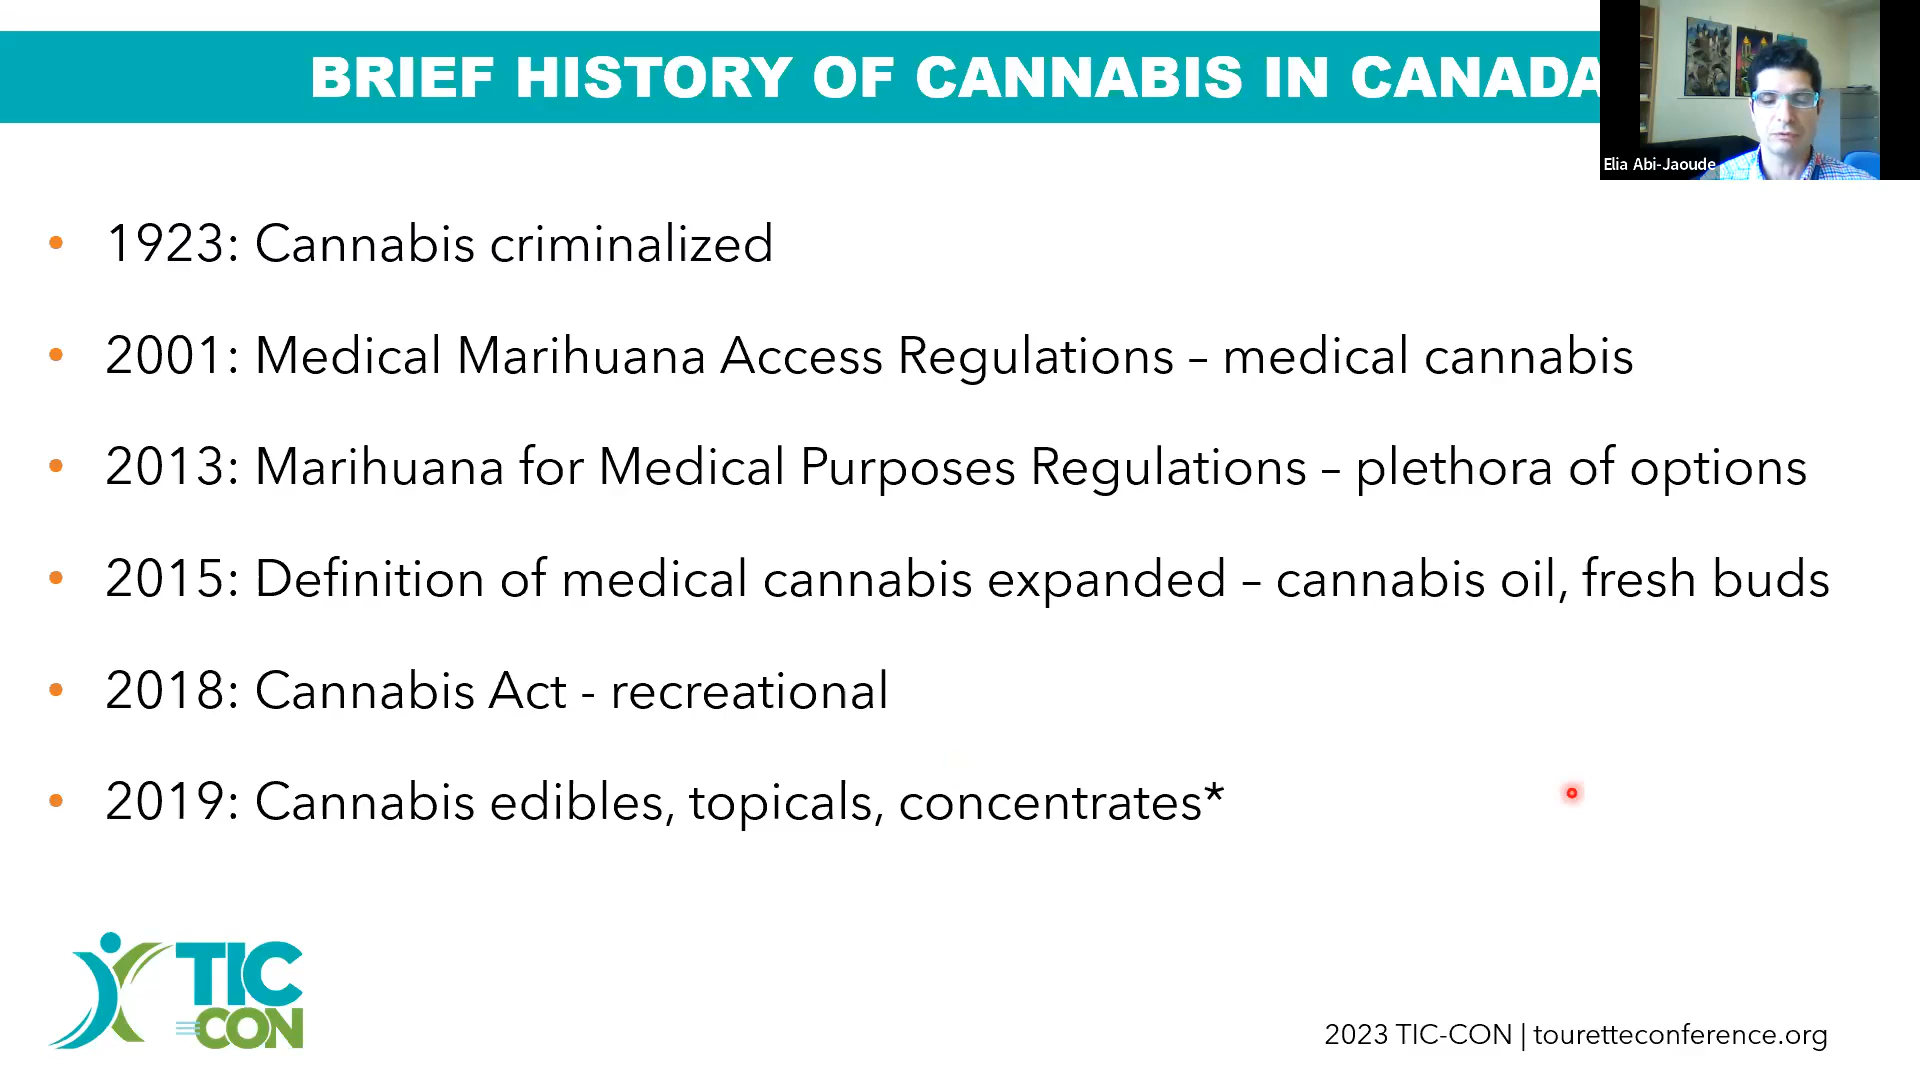 BRIEF HISTORY OF CANNABIS IN CANADA
Elia Abi-Jaoude
• 1923: Cannabis criminalized
• 2001: Medical Marihuana Access Regulations – medical cannabis
• 2013: Marihuana for Medical Purposes Regulations – plethora of options
• 2015: Definition of medical cannabis expanded – cannabis oil, fresh buds
• 2018: Cannabis Act - recreational
• 2019: Cannabis edibles, topicals, concentrates*
TIC
CON
2023 TIC-CON | touretteconference.org